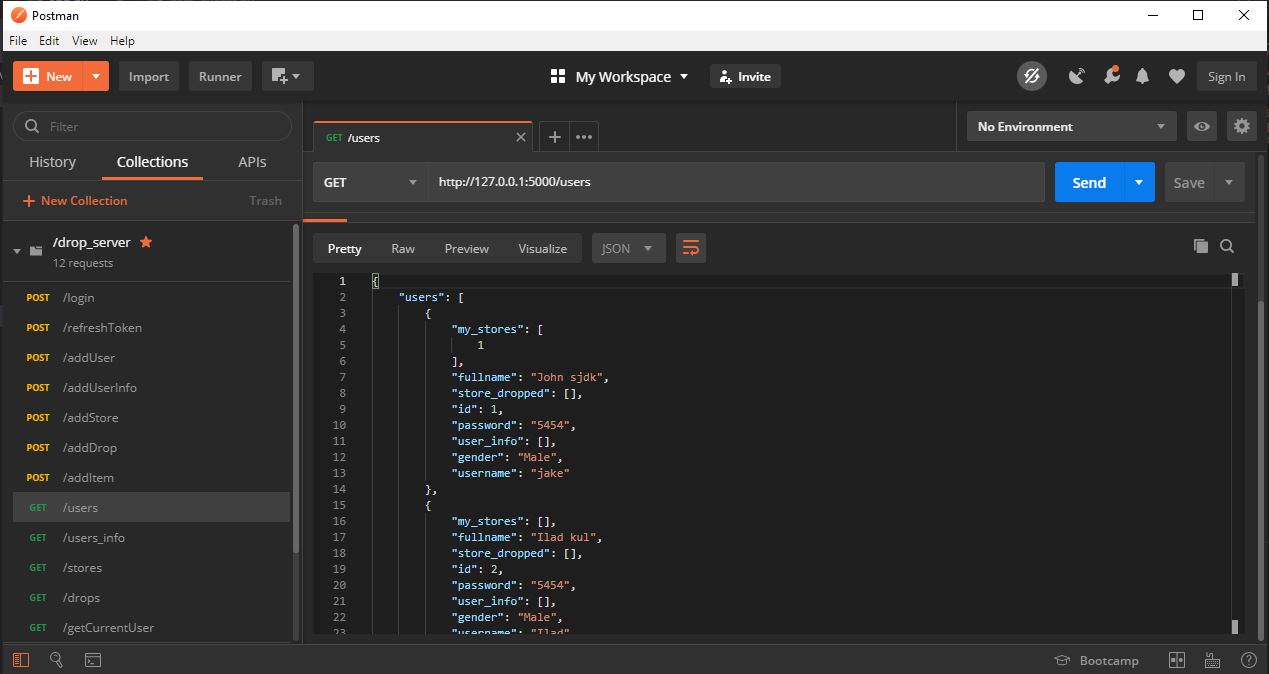 Postman
File Edit View Help
New Import Runner My Workspace Invite Sign In
Filter
History Collections APIs
New Collection Trash
/drop_server
12 requests
POST /login
POST /refreshToken
POST /addUser
POST /addUserInfo
POST /addStore
POST /addDrop
POST /addItem
GET /users
GET /users_info
GET /stores
GET /drops
GET /getCurrentUser
GET /users
No Environment
GET http://127.0.0.1:5000/users Send Save
Pretty Raw Preview Visualize JSON
1 {
2 "users": [
3 {
4 "my_stores": [
5 1
6 ],
7 "fullname": "John sjdk",
8 "store_dropped": [],
9 "id": 1,
10 "password": "5454",
11 "user_info": [],
12 "gender": "Male",
13 "username": "jake"
14 },
15 {
16 "my_stores": [],
17 "fullname": "Ilad kul",
18 "store_dropped": [],
19 "id": 2,
20 "password": "5454",
21 "user_info": [],
22 "gender": "Male",
23 "username": "Ilad"
Bootcamp